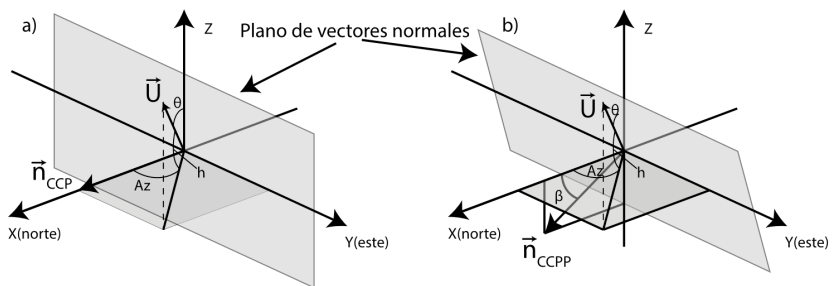 a)
Z
Plano de vectores normales
b)
Z
U
θ
U
θ
n CCP
Az
h
Az
h
β
X(norte)
Y(este)
X(norte)
n CCPP
Y(este)